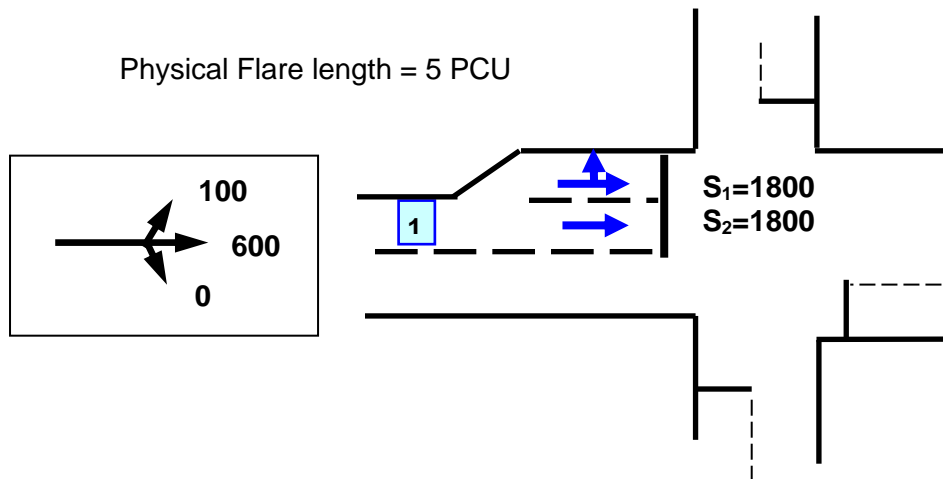 Physical Flare length = 5 PCU
100
600
0
1
S₁=1800
S₂=1800